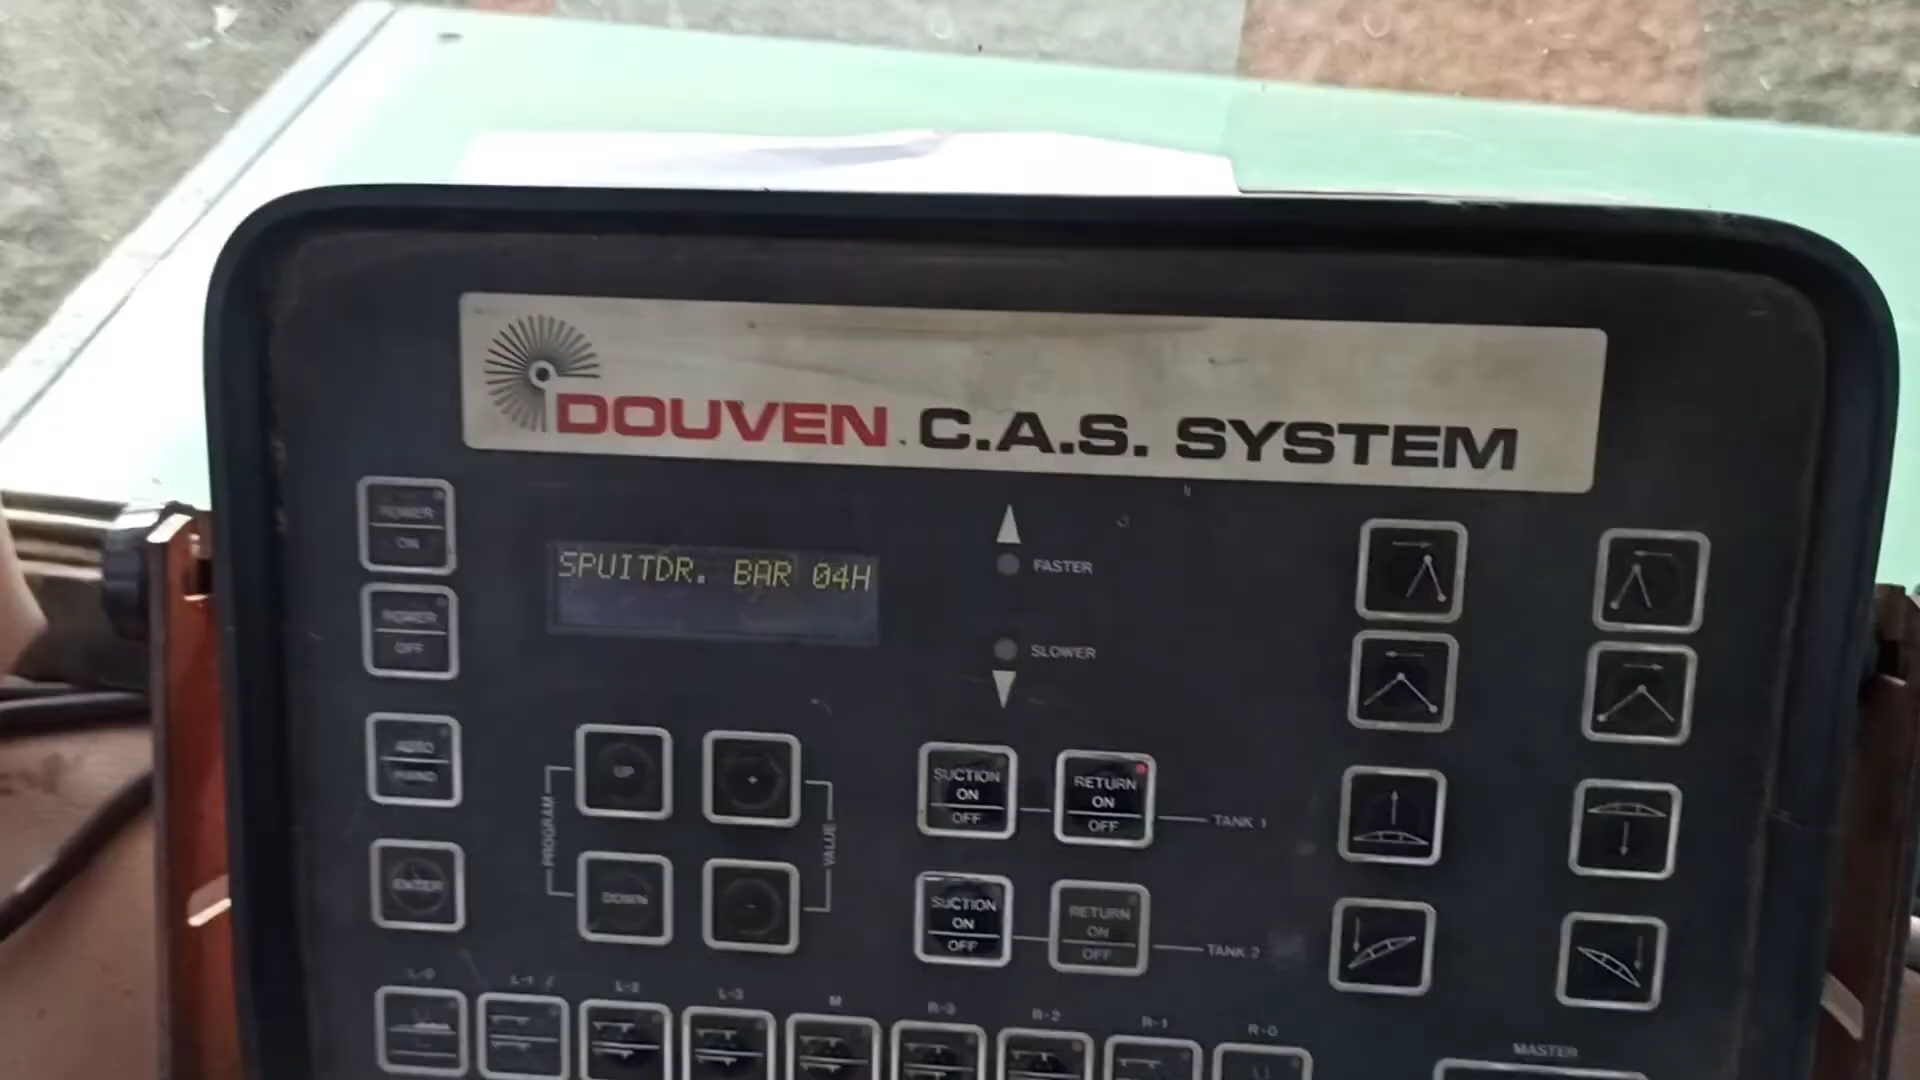 DOUVEN C.A.S. SYSTEM
POWER
ON
SPUITDR. BAR 04H
FASTER
POWER
OFF
SLOWER
AUTO
HAND
UP
+
SUCTION
ON
OFF
RETURN
ON
OFF
TANK 1
PROGRAM
VALUE
ENTER
DOWN
-
SUCTION
ON
OFF
RETURN
ON
OFF
TANK 2
L-0
L-1
L-2
L-3
M
R-3
R-2
R-1
R-0
MASTER